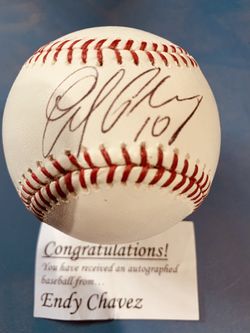 10
Congratulations!
You have received an autographed
baseball from...
Endy Chavez